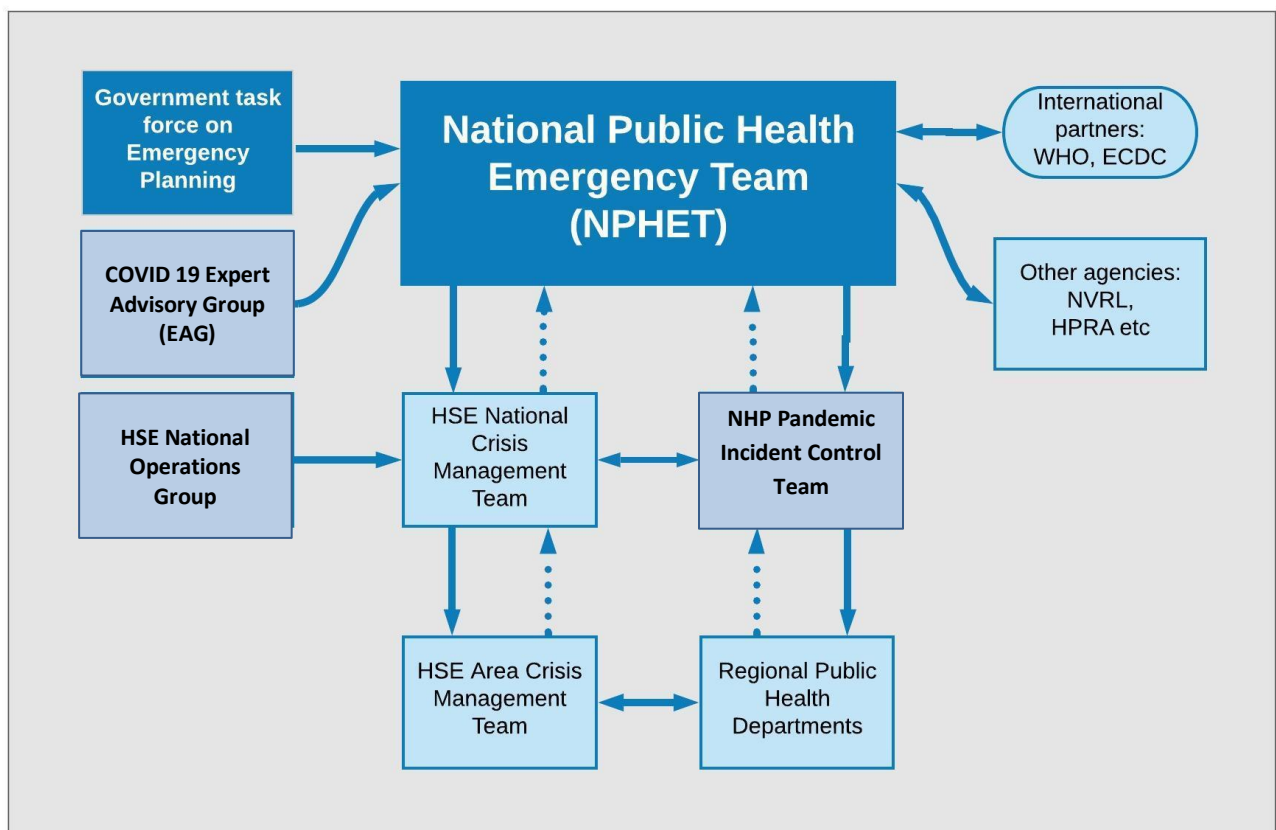 Government task
force on
Emergency
Planning
National Public Health
Emergency Team
(NPHET)
International
partners:
WHO, ECDC
COVID 19 Expert
Advisory Group
(EAG)
Other agencies:
NVRL,
HPRA etc
HSE National
Operations
Group
HSE National
Crisis
Management
Team
NHP Pandemic
Incident Control
Team
HSE Area Crisis
Management
Team
Regional Public
Health
Departments